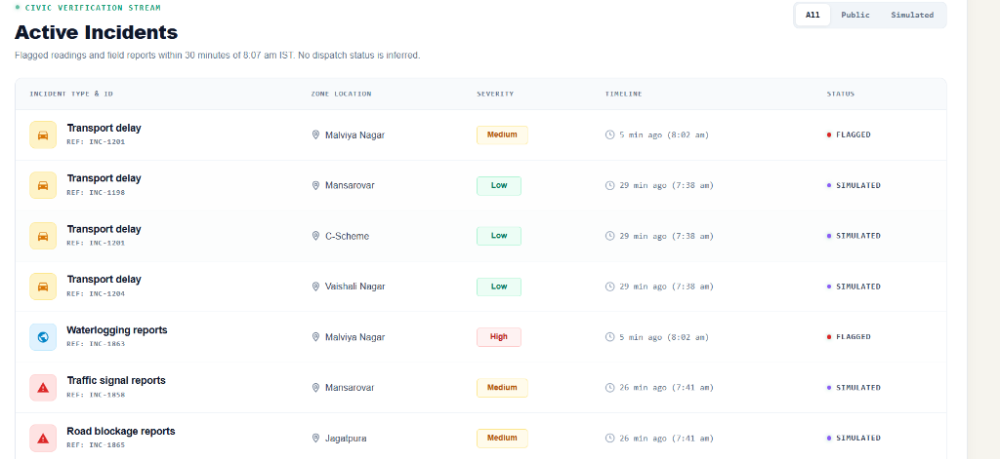 CIVIC VERIFICATION STREAM
Active Incidents
Flagged readings and field reports within 30 minutes of 8:07 am IST. No dispatch status is inferred.
All Public Simulated
INCIDENT TYPE & ID ZONE LOCATION SEVERITY TIMELINE STATUS
Transport delay
REF: INC-1201
Malviya Nagar Medium 5 min ago (8:02 am) FLAGGED
Transport delay
REF: INC-1198
Mansarovar Low 29 min ago (7:38 am) SIMULATED
Transport delay
REF: INC-1201
C-Scheme Low 29 min ago (7:38 am) SIMULATED
Transport delay
REF: INC-1204
Vaishali Nagar Low 29 min ago (7:38 am) SIMULATED
Waterlogging reports
REF: INC-1863
Malviya Nagar High 5 min ago (8:02 am) FLAGGED
Traffic signal reports
REF: INC-1858
Mansarovar Medium 26 min ago (7:41 am) SIMULATED
Road blockage reports
REF: INC-1865
Jagatpura Medium 26 min ago (7:41 am) SIMULATED